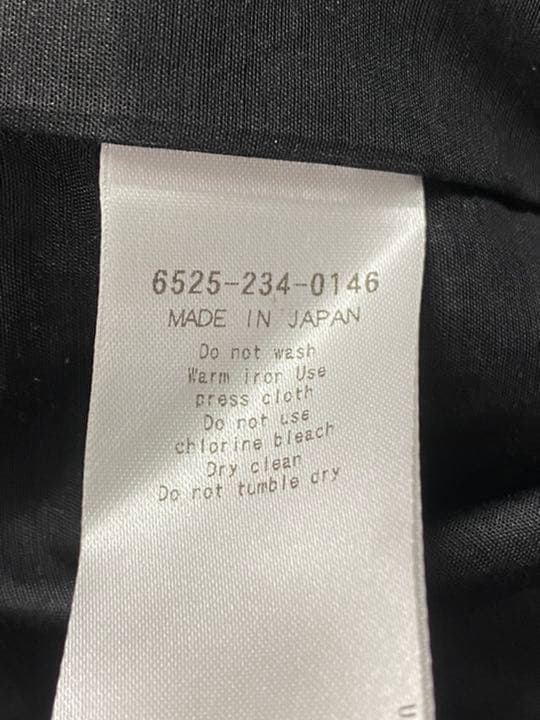 6525-234-0146
MADE IN JAPAN
Do not wash
Warm iron Use
press cloth
Do not use
chlorine bleach
Dry clean
Do not tumble dry